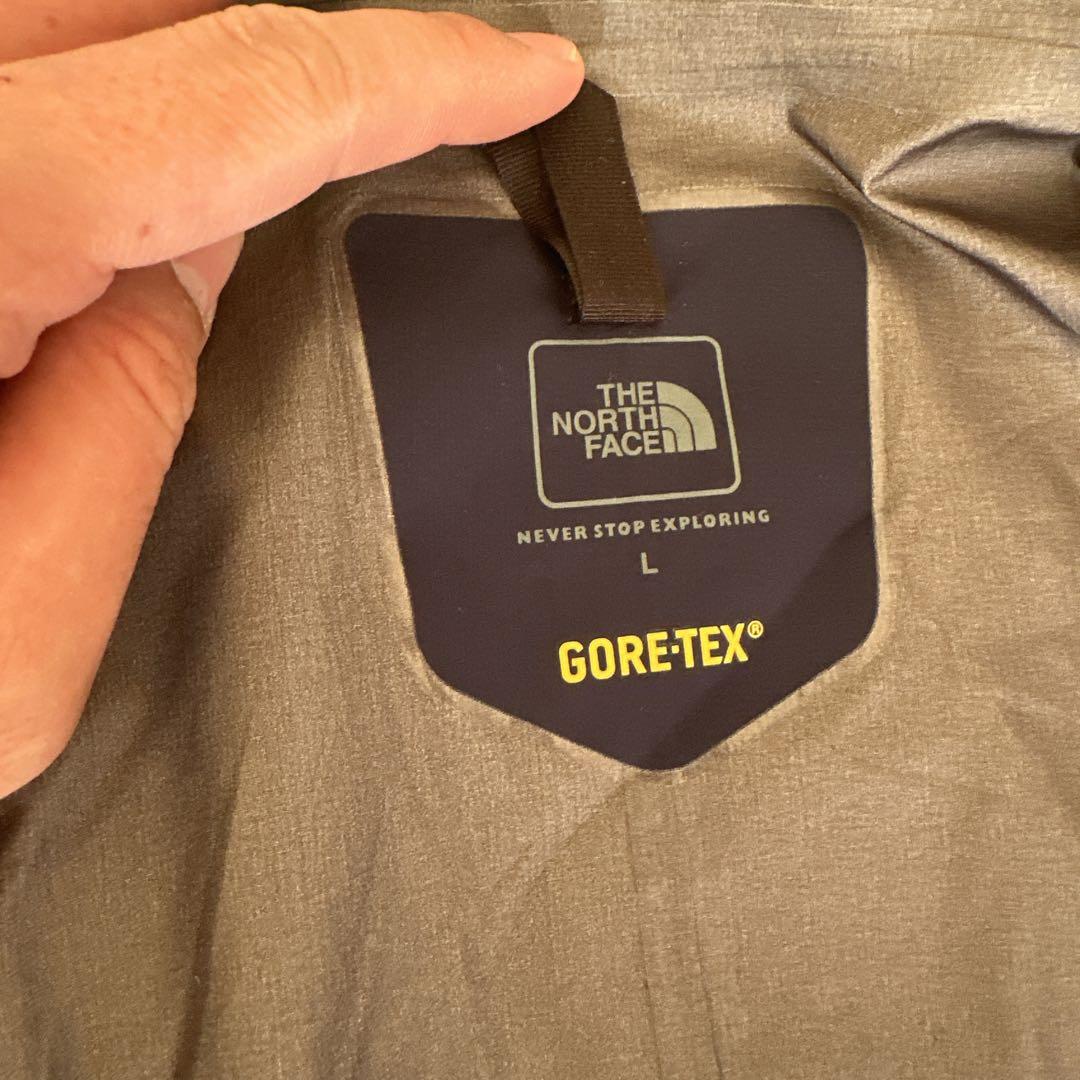 THE
NORTH
FACE
NEVER STOP EXPLORING
L
GORE-TEX®